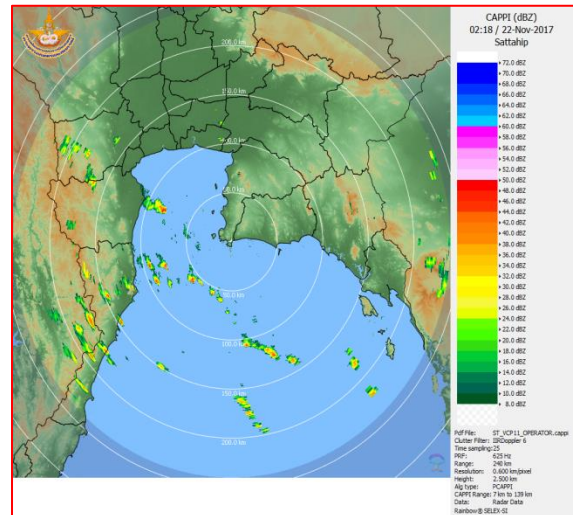 CAPPI (dBZ)
02:18 / 22-Nov-2017
Sattahip
72.0 dBZ
70.0 dBZ
68.0 dBZ
66.0 dBZ
64.0 dBZ
62.0 dBZ
60.0 dBZ
58.0 dBZ
56.0 dBZ
54.0 dBZ
52.0 dBZ
50.0 dBZ
48.0 dBZ
46.0 dBZ
44.0 dBZ
42.0 dBZ
40.0 dBZ
38.0 dBZ
36.0 dBZ
34.0 dBZ
32.0 dBZ
30.0 dBZ
28.0 dBZ
26.0 dBZ
24.0 dBZ
22.0 dBZ
20.0 dBZ
18.0 dBZ
16.0 dBZ
14.0 dBZ
12.0 dBZ
10.0 dBZ
8.0 dBZ
200.0 km
150.0 km
100.0 km
50.0 km
100.0 km
150.0 km
200.0 km
Pdf File: ST_VCP11_OPERATOR.cappi
Clutter Filter: IIRDoppler 6
Time sampling: 25
PRF: 625 Hz
Range: 240 km
Resolution: 0.600 km/pixel
Height: 2.500 km
Alg type: PCAPPI
CAPPI Range: 7 km to 139 km
Data: Radar Data
Rainbow® SELEX-SI